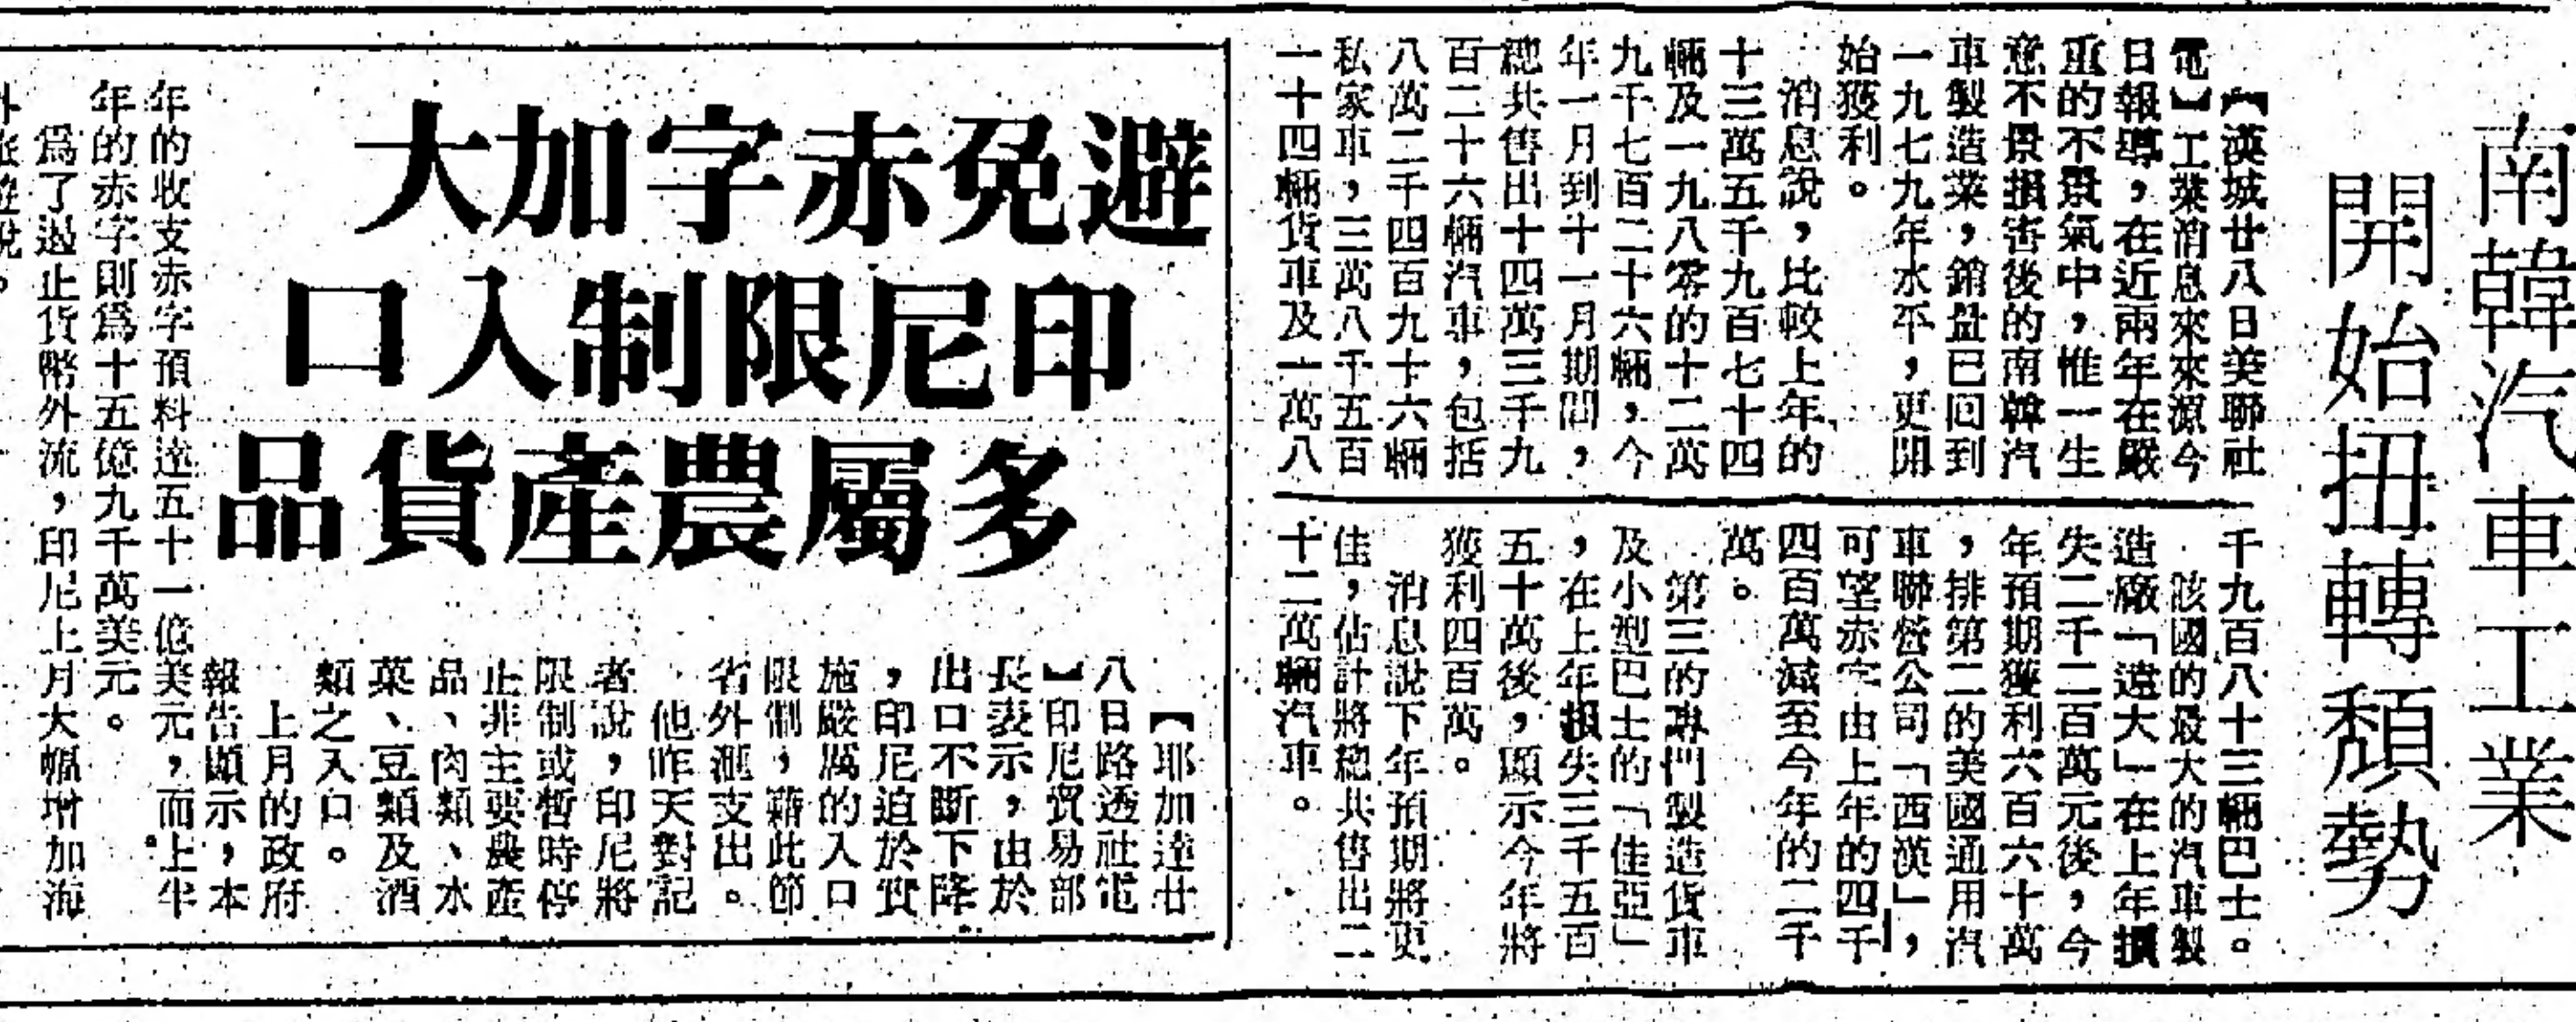 南韓汽車工業
開始扭轉頽勢
【漢城廿八日美聯社
電】工業消息來來源今
日報導，在近兩年在嚴
重的不景氣中，惟一生
意不景損害後的南韓汽
車製造業，銷量已回到
一九七九年水平，更開
始獲利。
消息說，比較上年的
十三萬五千九百七十四
輛及一九八零的十二萬
九千七百二十六輛，今
年一月到十一月期間，
總共售出十四萬三千九
百二十六輛汽車，包括
八萬二千四百九十六輛
私家車，三萬八千五百
一十四輛貨車及一萬八
千九百八十三輛巴士。
該國的最大的汽車製
造廠「遠大」在上年損
失二千二百萬元後，今
年預期獲利六百六十萬
，排第二的美國通用汽
車聯營公司「西漢」，
可望赤字由上年的四千
四百萬減至今年的二千
萬。
第三的專門製造貨車
及小型巴士的「佳亞」
，在上年損失三千五百
五十萬後，顯示今年將
獲利四百萬。
消息說下年預期將更
佳，估計將總共售出二
十二萬輛汽車。
避免赤字加大
印尼限制入口
多屬農產貨品
【耶加達廿
八日路透社電
】印尼貿易部
長表示，由於
出口不斷下降
，印尼迫於實
施嚴厲的入口
限制，藉此節
省外滙支出。
他昨天對記
者說，印尼將
限制或暫時停
止非主要農產
品、肉類、水
菓、豆類及酒
類之入口。
上月的政府
報告顯示，本
年的收支赤字預料達五十一億美元，而上半
年的赤字則爲十五億九千萬美元。
爲了遏止貨幣外流，印尼上月大幅增加海
外旅遊稅。